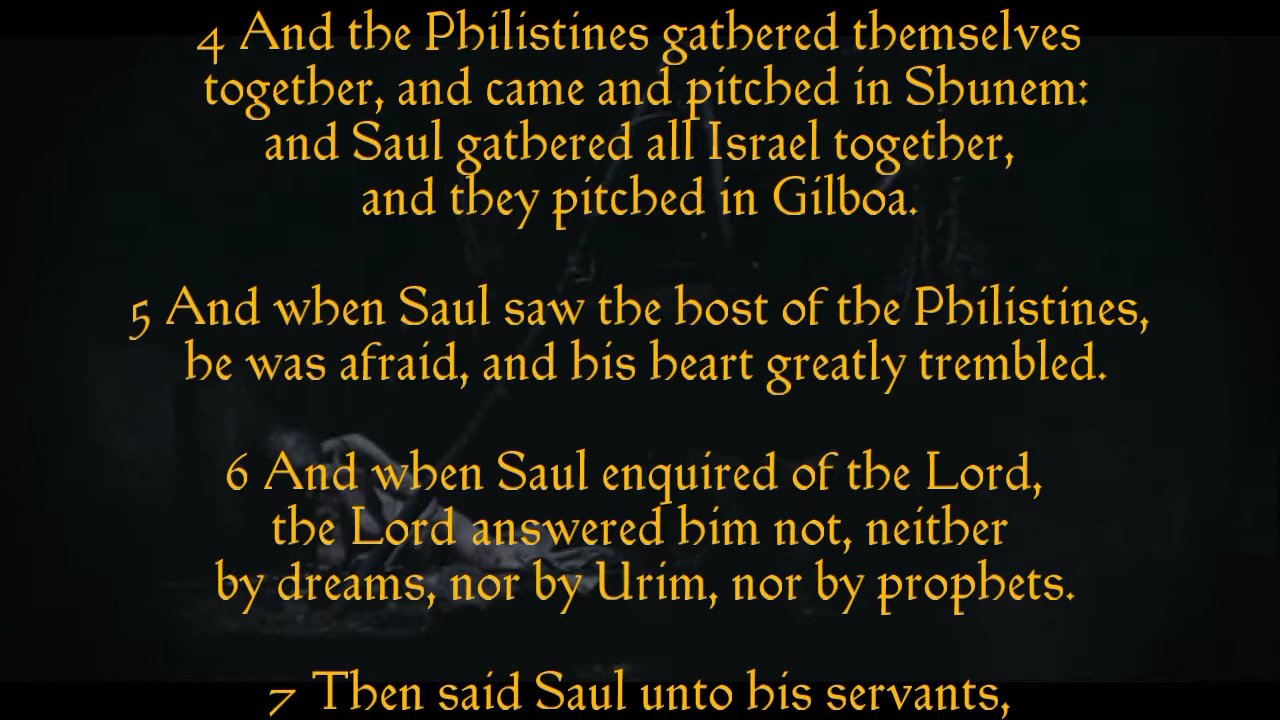 4 And the Philistines gathered themselves
together, and came and pitched in Shunem:
and Saul gathered all Israel together,
and they pitched in Gilboa.
5 And when Saul saw the host of the Philistines,
he was afraid, and his heart greatly trembled.
6 And when Saul enquired of the Lord,
the Lord answered him not, neither
by dreams, nor by Urim, nor by prophets.
7 Then said Saul unto his servants,